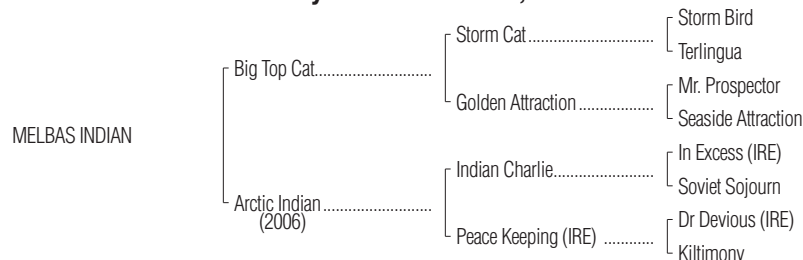 Storm Bird
Storm Cat
Terlingua
Big Top Cat
Mr. Prospector
Golden Attraction
Seaside Attraction
MELBAS INDIAN
In Excess (IRE)
Indian Charlie
Soviet Sojourn
Arctic Indian
(2006)
Dr Devious (IRE)
Peace Keeping (IRE)
Kiltimony